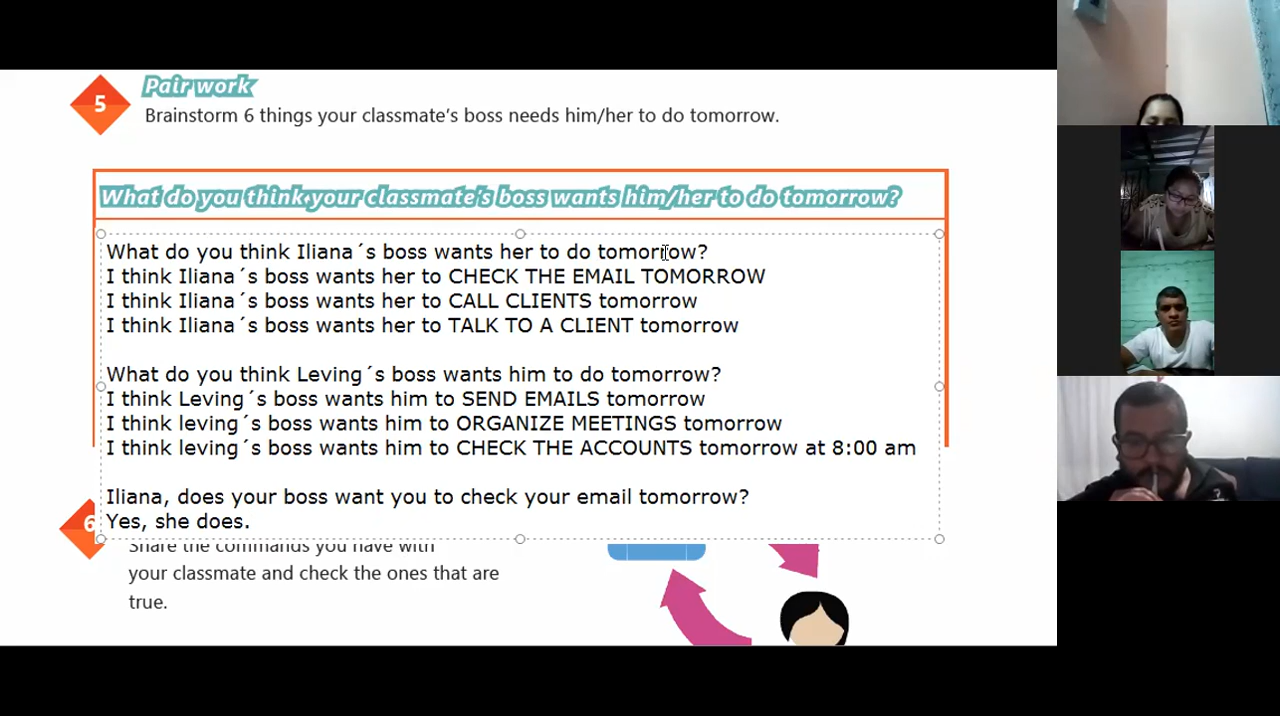 5
Pair work
Brainstorm 6 things your classmate's boss needs him/her to do tomorrow.
What do you think your classmate's boss wants him/her to do tomorrow?
What do you think Iliana´s boss wants her to do tomorrow?
I think Iliana´s boss wants her to CHECK THE EMAIL TOMORROW
I think Iliana´s boss wants her to CALL CLIENTS tomorrow
I think Iliana´s boss wants her to TALK TO A CLIENT tomorrow
What do you think Leving´s boss wants him to do tomorrow?
I think Leving´s boss wants him to SEND EMAILS tomorrow
I think leving´s boss wants him to ORGANIZE MEETINGS tomorrow
I think leving´s boss wants him to CHECK THE ACCOUNTS tomorrow at 8:00 am
Iliana, does your boss want you to check your email tomorrow?
Yes, she does.
6
Share the commands you have with
your classmate and check the ones that are
true.